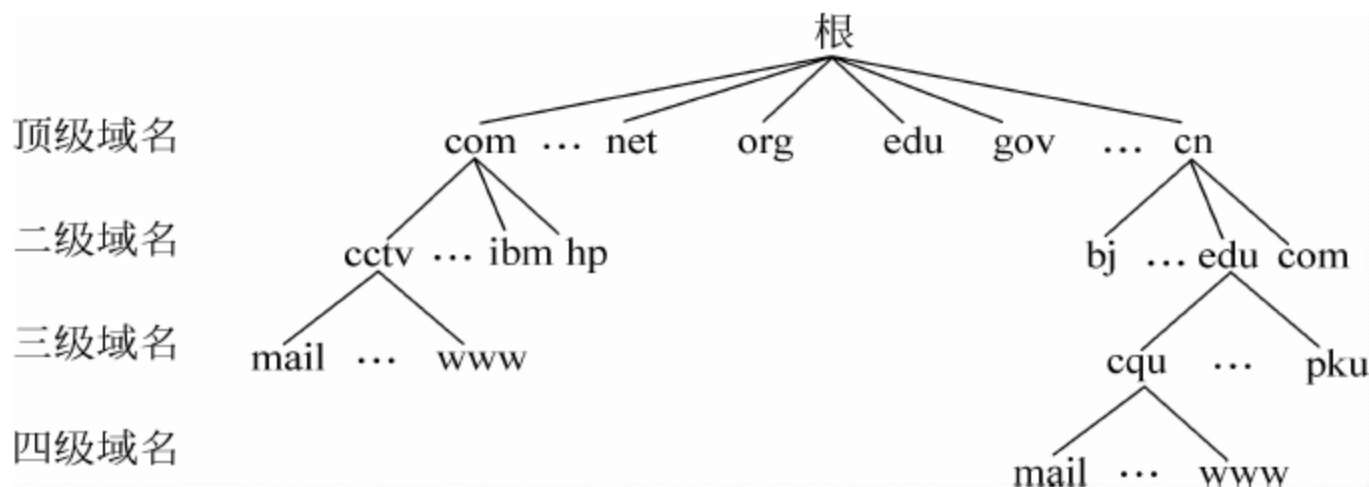 根
顶级域名 com … net org edu gov … cn
二级域名 cctv … ibm hp bj … edu com
三级域名 mail … www cqu … pku
四级域名 mail … www